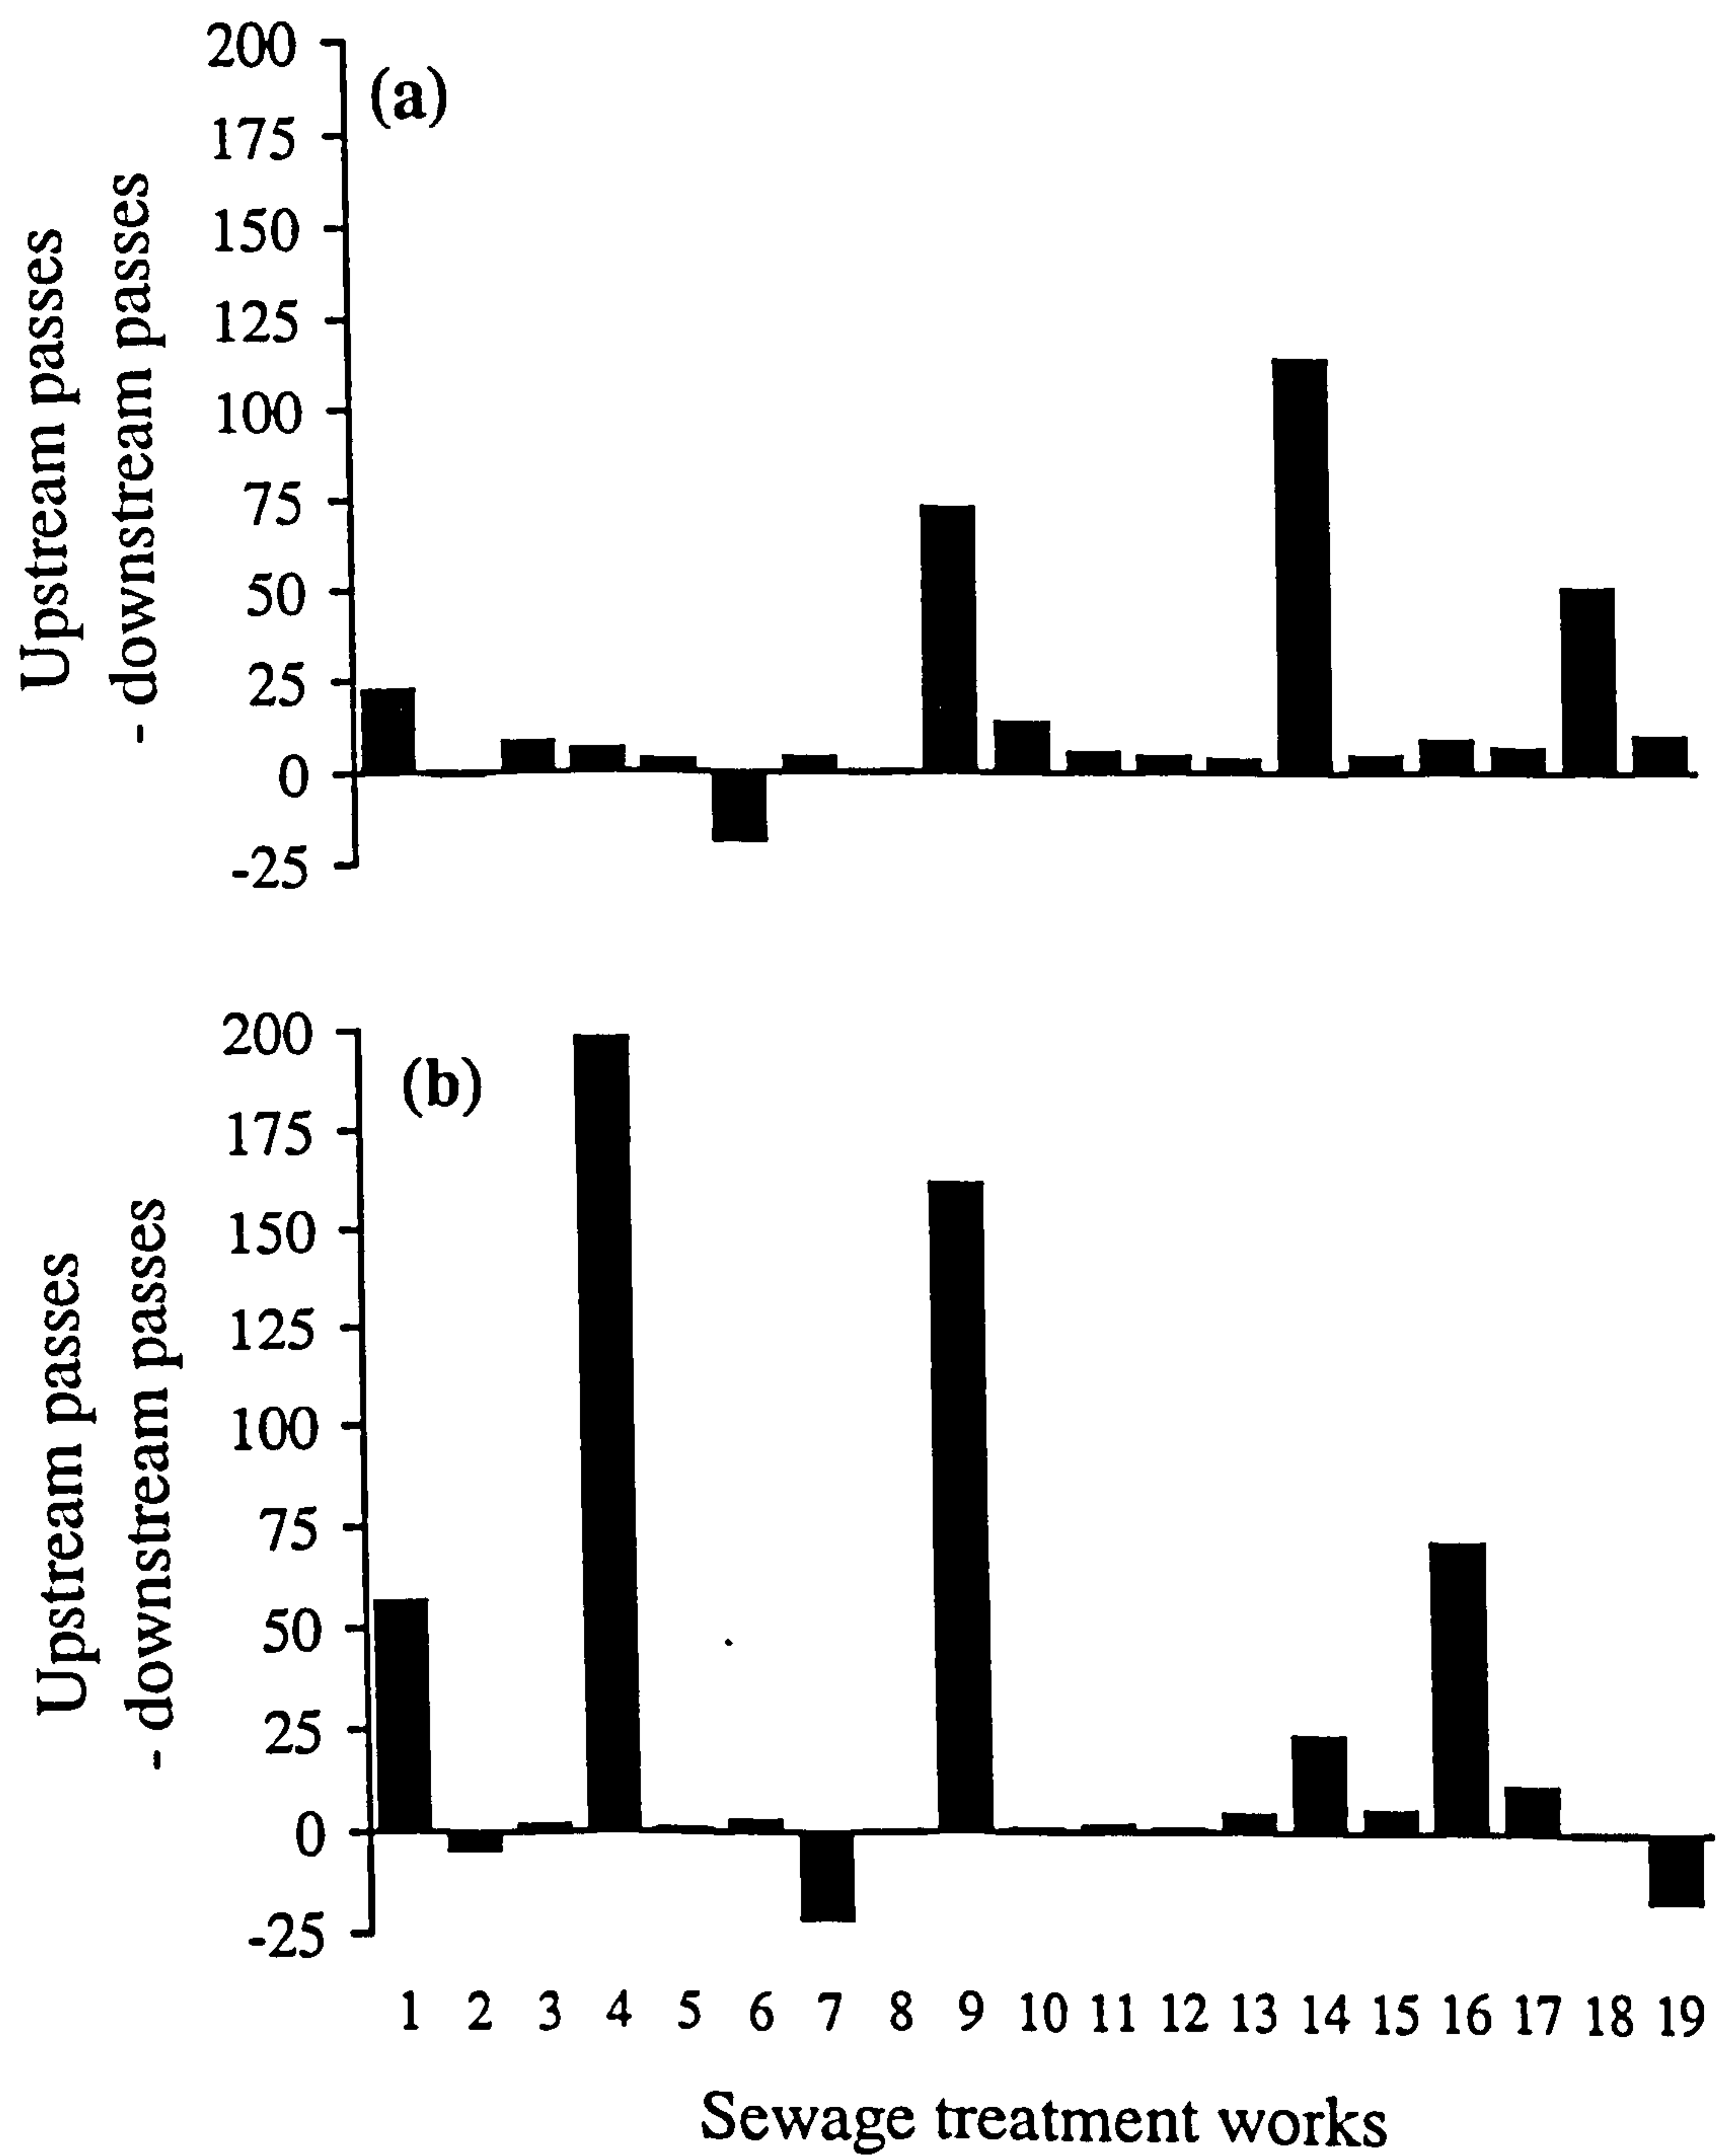 (a)
200
175
150
125
100
75
50
25
0
-25
Upstream passes
- downstream passes
(b)
200
175
150
125
100
75
50
25
0
-25
Upstream passes
- downstream passes
1 2 3 4 5 6 7 8 9 10 11 12 13 14 15 16 17 18 19
Sewage treatment works